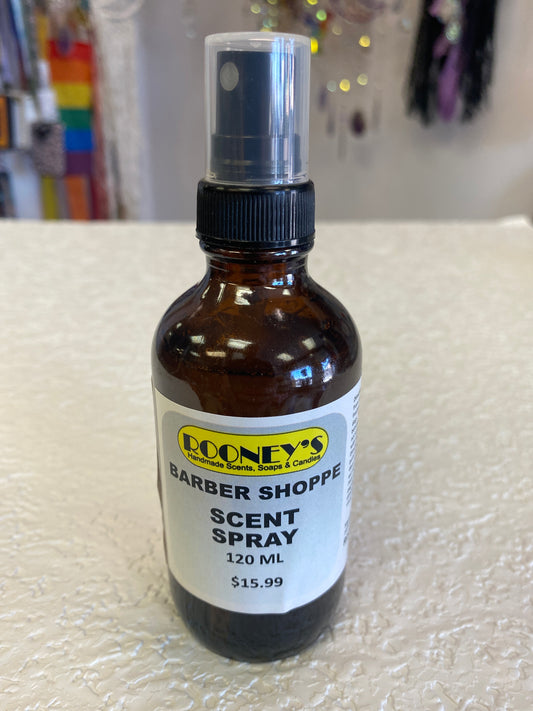 ROONEY'S
Handmade Scents, Soaps & Candles
BARBER SHOPPE
SCENT
SPRAY
120 ML
$15.99